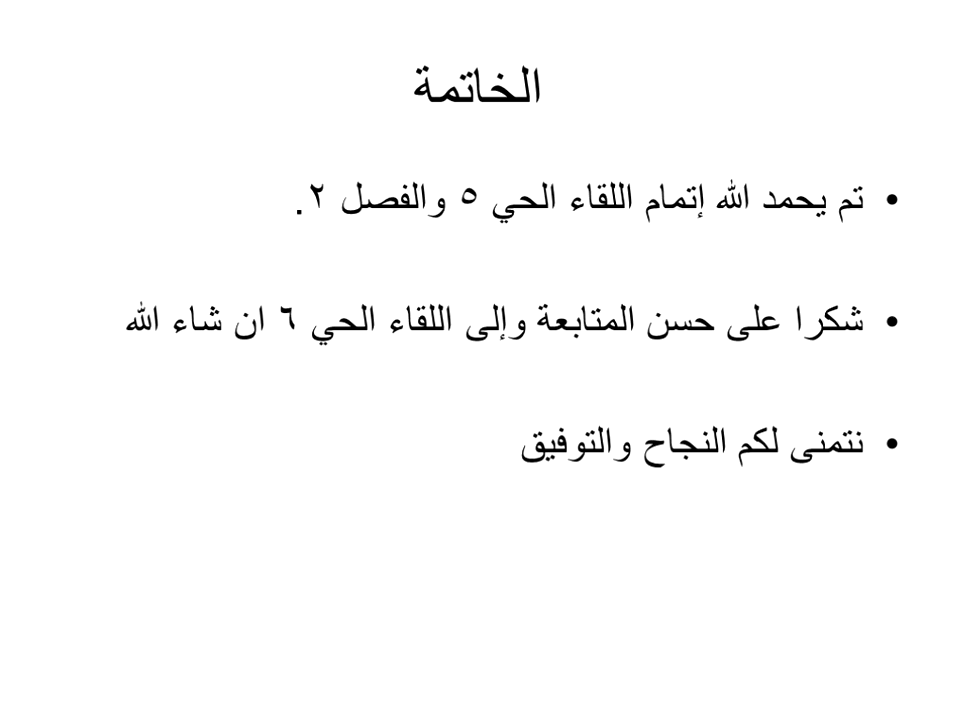 الخاتمة
• تم يحمد الله إتمام اللقاء الحي ٥ والفصل ٢.
• شكرا على حسن المتابعة وإلى اللقاء الحي ٦ ان شاء الله
• نتمنى لكم النجاح والتوفيق